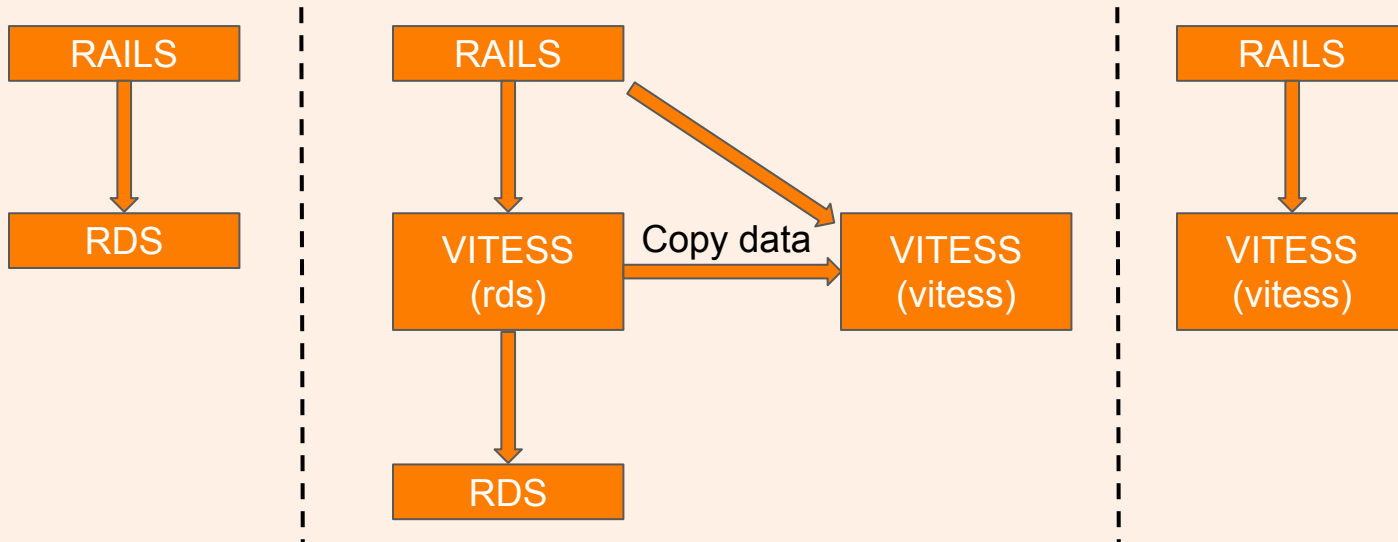 RAILS
RDS
RAILS
VITESS
(rds)
Copy data
VITESS
(vitess)
RDS
RAILS
VITESS
(vitess)